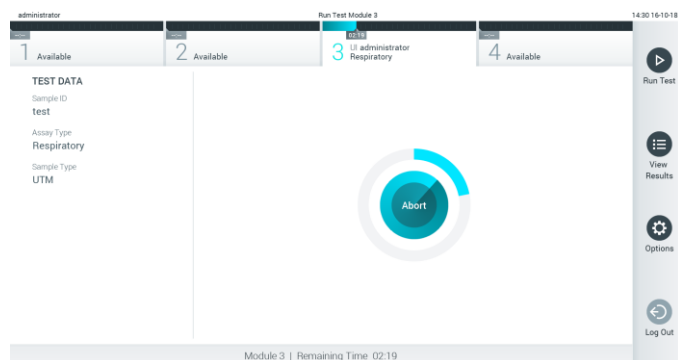 administrator
Run Test Module 3
14:30 16-10-18
--:--
1 Available
--:--
2 Available
02:19
3 UI administrator
Respiratory
--:--
4 Available
TEST DATA
Sample ID
test
Assay Type
Respiratory
Sample Type
UTM
Abort
Run Test
View
Results
Options
Log Out
Module 3 | Remaining Time 02:19